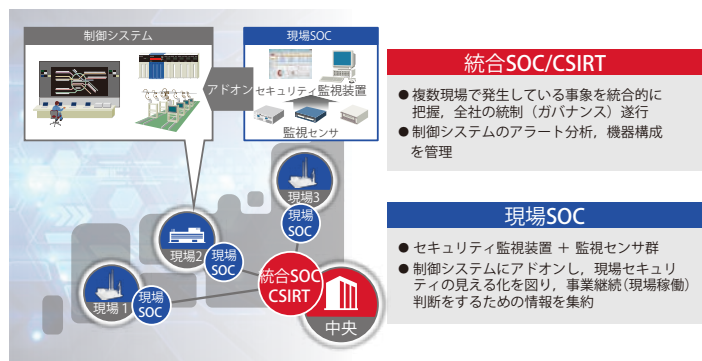 制御システム
現場SOC
アドオン
セキュリティ監視装置
監視センサ
現場3
現場
SOC
現場2
現場
SOC
現場 1
現場
SOC
統合SOC
CSIRT
中央
統合SOC/CSIRT
● 複数現場で発生している事象を統合的に
把握，全社の統制（ガバナンス）遂行
● 制御システムのアラート分析，機器構成
を管理
現場SOC
● セキュリティ監視装置 ＋ 監視センサ群
● 制御システムにアドオンし，現場セキュリ
ティの見える化を図り，事業継続（現場稼働）
判断をするための情報を集約